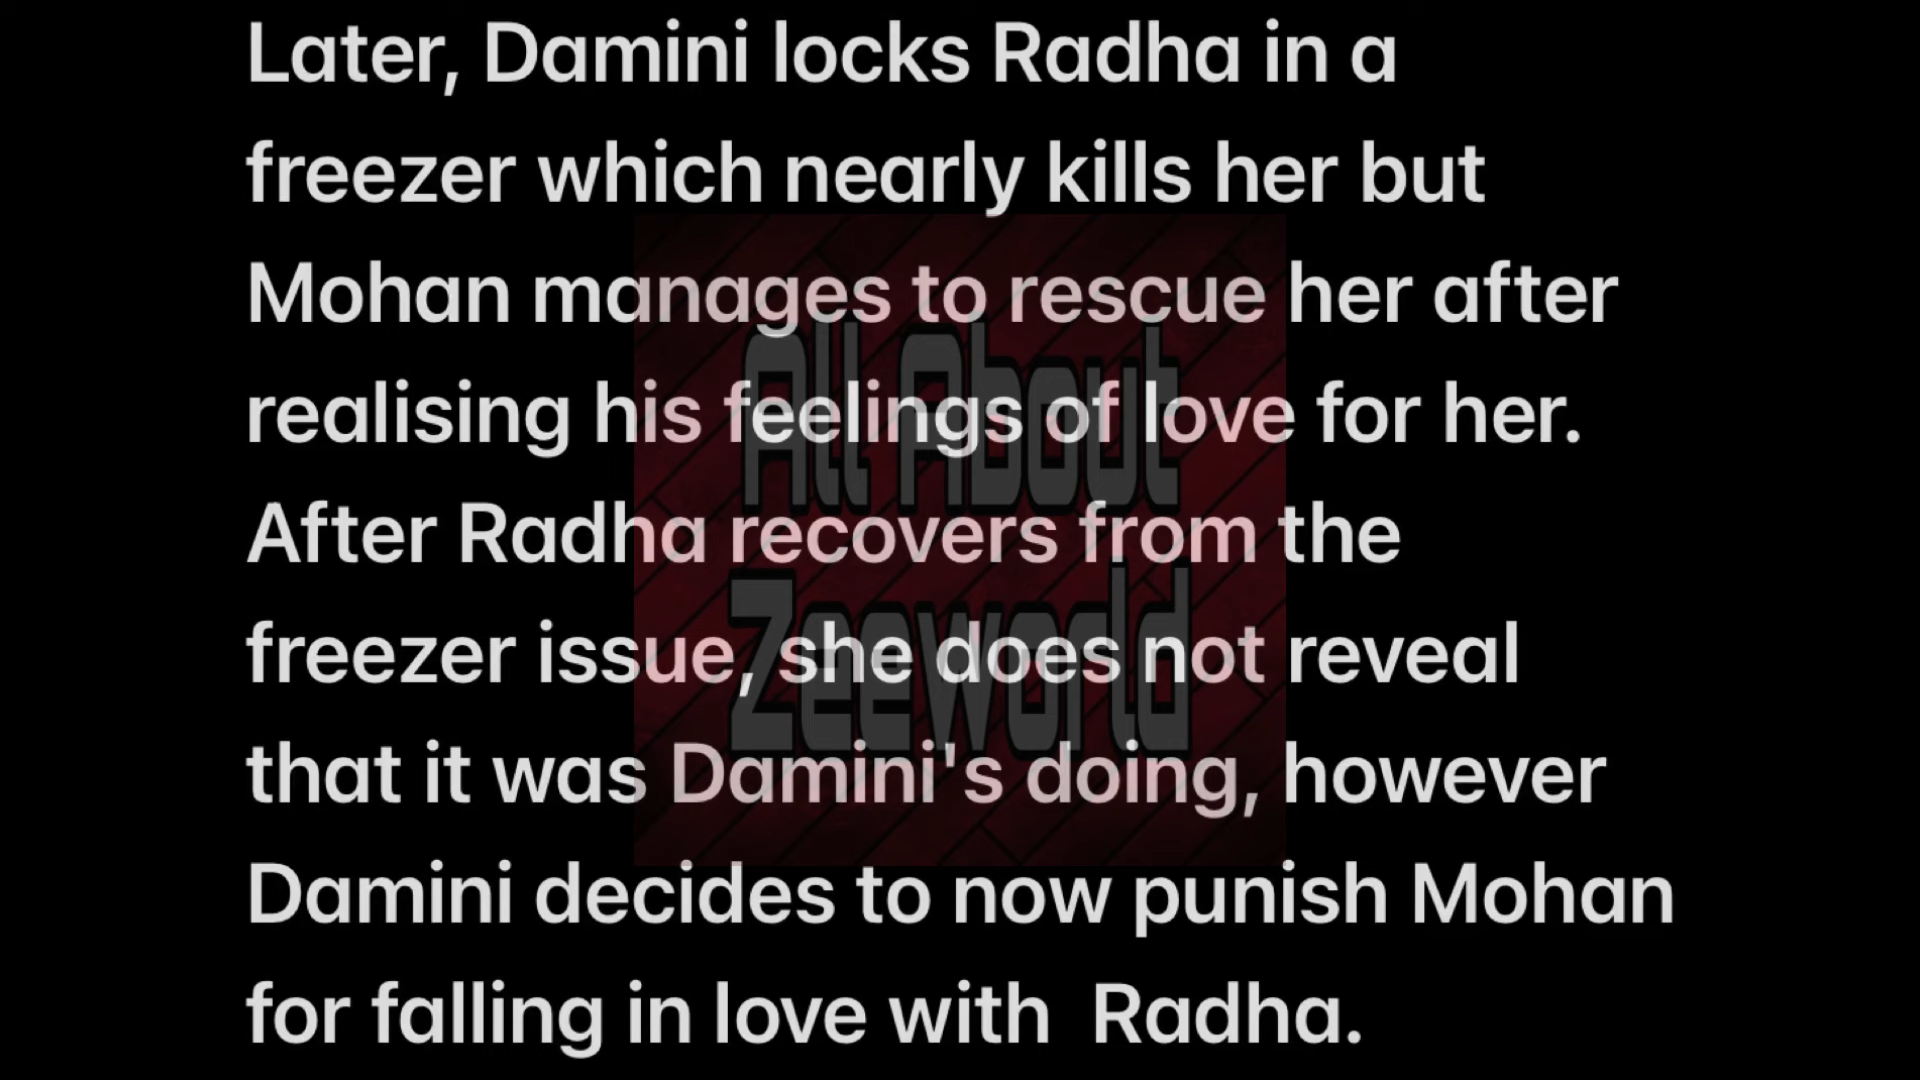 Later, Damini locks Radha in a
freezer which nearly kills her but
Mohan manages to rescue her after
realising his feelings of love for her.
After Radha recovers from the
freezer issue, she does not reveal
that it was Damini's doing, however
Damini decides to now punish Mohan
for falling in love with  Radha.
All About
Zeeworld